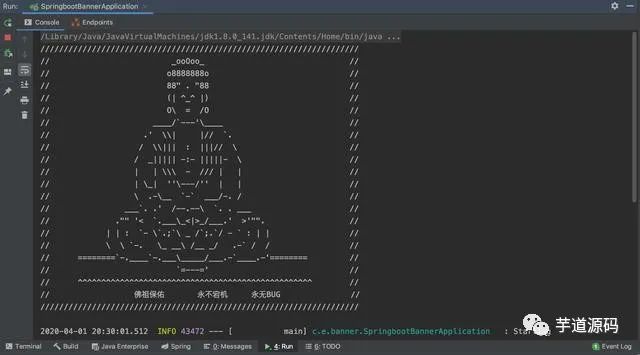 Run: SpringbootBannerApplication
Console Endpoints
/Library/Java/JavaVirtualMachines/jdk1.8.0_141.jdk/Contents/Home/bin/java ...
////////////////////////////////////////////////////////////////////
//                          _ooOoo_                               //
//                         o8888888o                              //
//                         88" . "88                              //
//                         (| ^_^ |)                              //
//                         O\  =  /O                              //
//                      ____/`---'\____                           //
//                    .'  \\|     |//  `.                         //
//                   /  \\|||  :  |||//  \                        //
//                  /  _||||| -:- |||||-  \                       //
//                  |   | \\\  -  /// |   |                       //
//                  | \_|  ''\---/''  |   |                       //
//                  \  .-\__  `-`  ___/-. /                       //
//                ___`. .'  /--.--\  `. . ___                     //
//              ."" '<  `.___\_<|>_/___.'  >'"".                  //
//            | | :  `- \`.;`\ _ /`;.`/ - ` : | |                 //
//            \  \ `-.   \_ __\ /__ _/   .-` /  /                 //
//      ========`-.____`-.___\_____/___.-`____.-'========         //
//                           `=---='                              //
//      ^^^^^^^^^^^^^^^^^^^^^^^^^^^^^^^^^^^^^^^^^^^^^^^^^^        //
//            佛祖保佑       永不宕机     永无BUG                 //
////////////////////////////////////////////////////////////////////
2020-04-01 20:30:01.512 INFO 43472 --- [ main] c.e.banner.SpringbootBannerApplication : Star
芋道源码
Terminal Build Java Enterprise Spring 0: Messages 4: Run 6: TODO Event Log